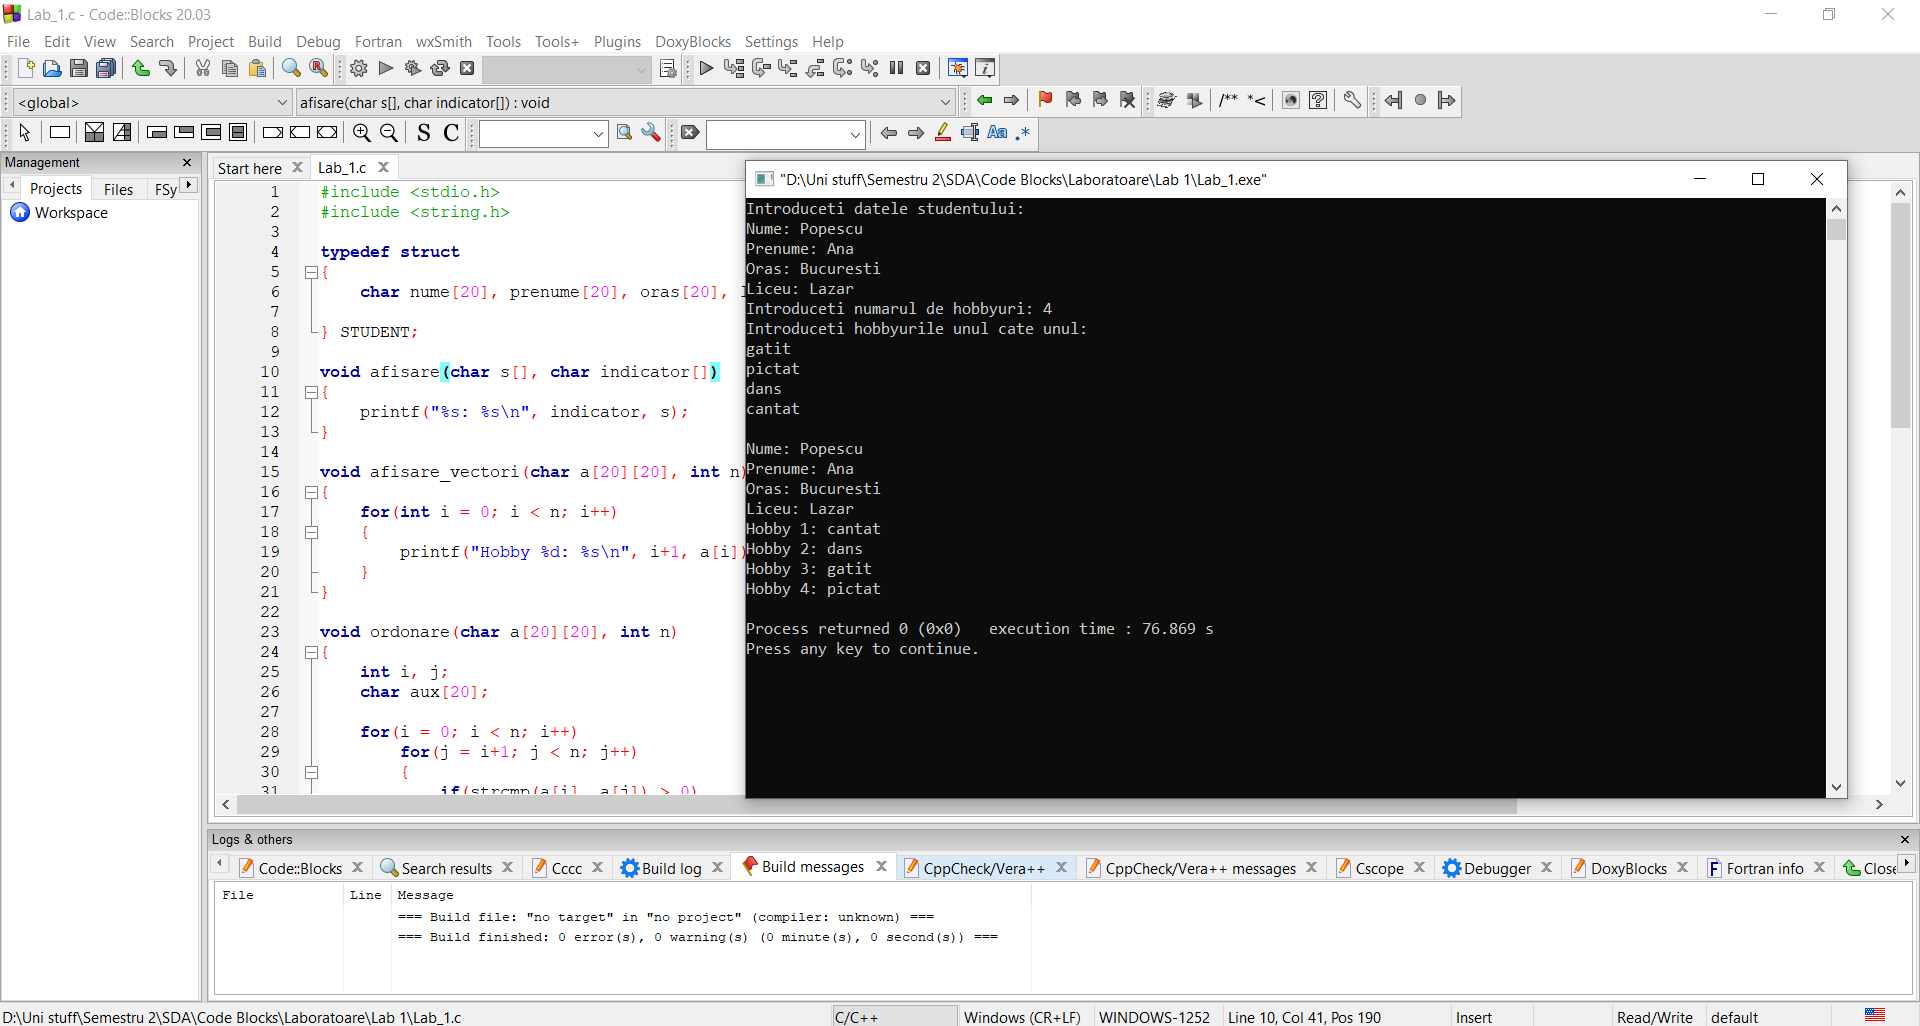 Lab_1.c - Code::Blocks 20.03
File Edit View Search Project Build Debug Fortran wxSmith Tools Tools+ Plugins DoxyBlocks Settings Help
<global> afisare(char s[], char indicator[]) : void
/** *<
S C Aa .*
Management
Projects Files FSy
Workspace
Start here Lab_1.c
1 #include <stdio.h>
2 #include <string.h>
3
4 typedef struct
5 {
6 char nume[20], prenume[20], oras[20],
7
8 } STUDENT;
9
10 void afisare(char s[], char indicator[])
11 {
12 printf("%s: %s\n", indicator, s);
13 }
14
15 void afisare_vectori(char a[20][20], int n)
16 {
17 for(int i = 0; i < n; i++)
18 {
19 printf("Hobby %d: %s\n", i+1, a[i])
20 }
21 }
22
23 void ordonare(char a[20][20], int n)
24 {
25 int i, j;
26 char aux[20];
27
28 for(i = 0; i < n; i++)
29 for(j = i+1; j < n; j++)
30 {
31 if(strcmp(a[i], a[j]) > 0)
"D:\Uni stuff\Semestru 2\SDA\Code Blocks\Laboratoare\Lab 1\Lab_1.exe"
Introduceti datele studentului:
Nume: Popescu
Prenume: Ana
Oras: Bucuresti
Liceu: Lazar
Introduceti numarul de hobbyuri: 4
Introduceti hobbyurile unul cate unul:
gatit
pictat
dans
cantat
Nume: Popescu
Prenume: Ana
Oras: Bucuresti
Liceu: Lazar
Hobby 1: cantat
Hobby 2: dans
Hobby 3: gatit
Hobby 4: pictat
Process returned 0 (0x0)   execution time : 76.869 s
Press any key to continue.
Logs & others
Code::Blocks Search results Cccc Build log Build messages CppCheck/Vera++ CppCheck/Vera++ messages Cscope Debugger DoxyBlocks Fortran info Close
File Line Message
=== Build file: "no target" in "no project" (compiler: unknown) ===
=== Build finished: 0 error(s), 0 warning(s) (0 minute(s), 0 second(s)) ===
D:\Uni stuff\Semestru 2\SDA\Code Blocks\Laboratoare\Lab 1\Lab_1.c C/C++ Windows (CR+LF) WINDOWS-1252 Line 10, Col 41, Pos 190 Insert Read/Write default